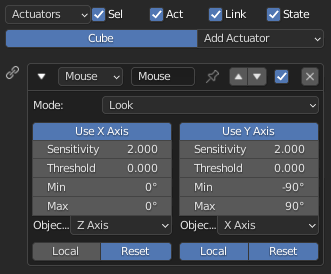 Actuators Sel Act Link State
Cube Add Actuator
Mouse Mouse
Mode: Look
Use X Axis Use Y Axis
Sensitivity 2.000 Sensitivity 2.000
Threshold 0.000 Threshold 0.000
Min 0° Min -90°
Max 0° Max 90°
Objec... Z Axis Objec... X Axis
Local Reset Local Reset